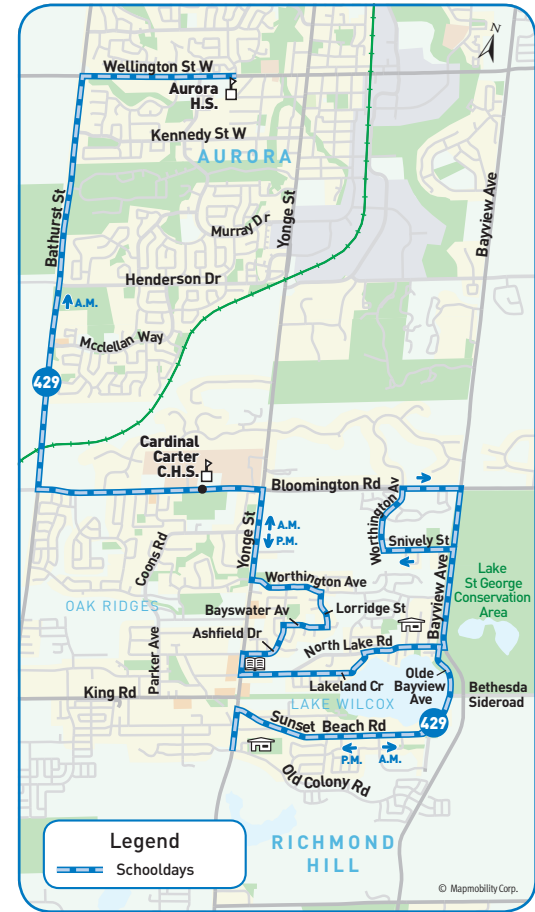 N
Wellington St W
Aurora
H.S.
Kennedy St W
AURORA
Bathurst St
Murray Dr
Yonge St
Bayview Ave
Henderson Dr
A.M.
Mcclellan Way
429
Cardinal
Carter
C.H.S.
Bloomington Rd
Worthington Av
Yonge St
A.M.
P.M.
Snively St
Coons Rd
Worthington Ave
Bayview Ave
Lake
St George
Conservation
Area
OAK RIDGES
Bayswater Av
Lorridge St
Ashfield Dr
North Lake Rd
Parker Ave
King Rd
Lakeland Cr
Olde
Bayview
Ave
Bethesda
Sideroad
LAKE WILCOX
429
Sunset Beach Rd
P.M.
A.M.
Old Colony Rd
Legend
Schooldays
RICHMOND
HILL
© Mapmobility Corp.